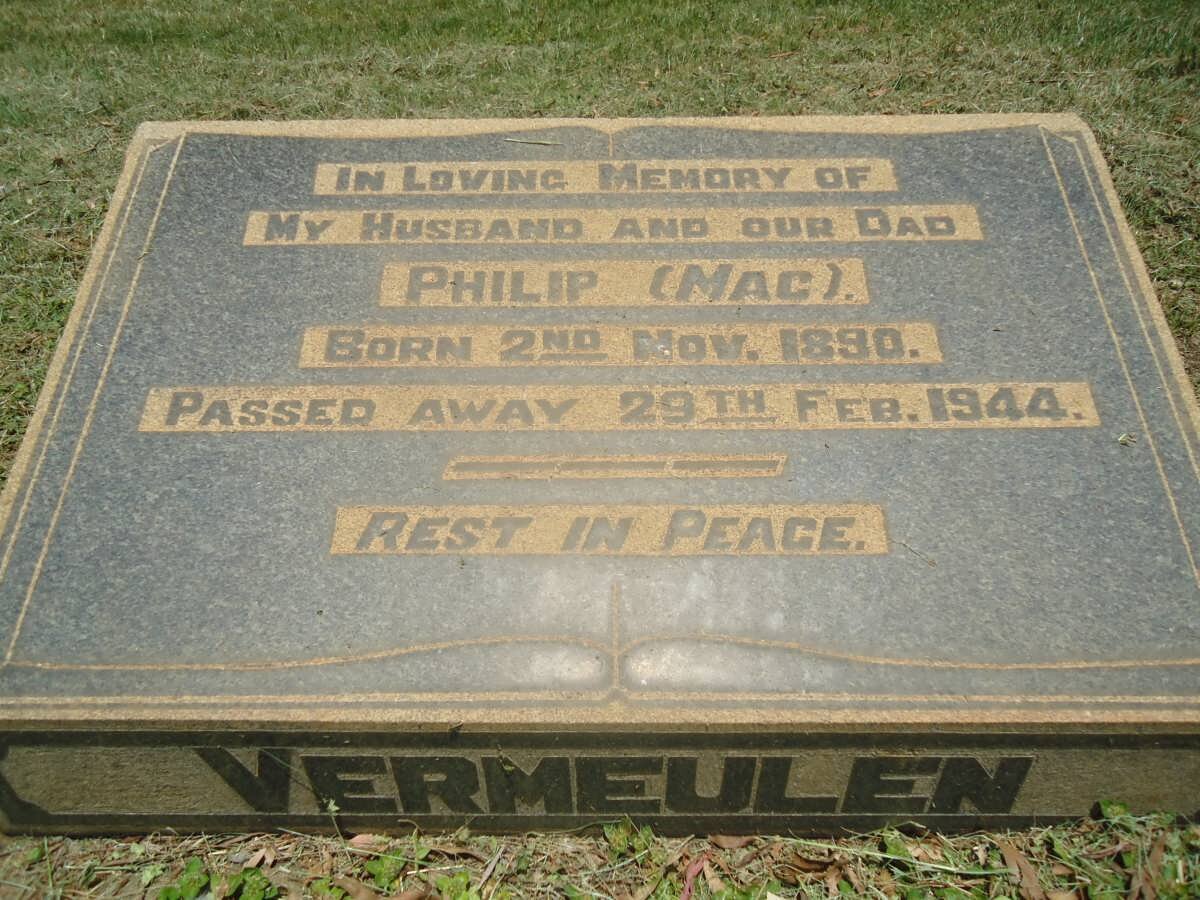 In Loving Memory of
My Husband and our Dad
Philip (Mac).
Born 2nd Nov. 1890.
Passed away 29th Feb. 1944.
Rest in Peace.
Vermeulen